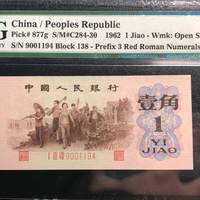 China / Peoples Republic
Pick# 877g S/M#C284-30 1962 1 Jiao - Wmk: Open S
S/N 9001194 Block 138 - Prefix 3 Red Roman Numerals
中国人民银行
壹角
1
YI
JIAO
9001194